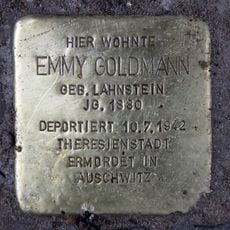 HIER WOHNTE
EMMY GOLDMANN
GEB. LAHNSTEIN
JG. 1880
DEPORTIERT 10.7.1942
THERESIENSTADT
ERMORDET IN
AUSCHWITZ